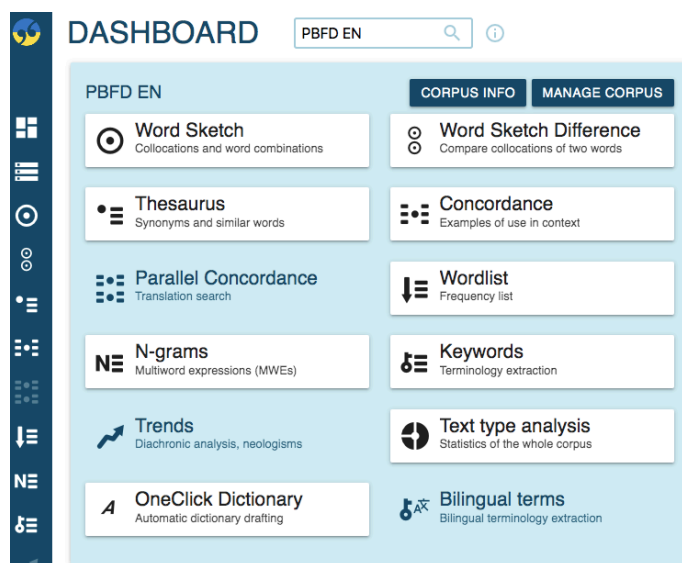 DASHBOARD
PBFD EN
PBFD EN
CORPUS INFO
MANAGE CORPUS
Word Sketch
Collocations and word combinations
Word Sketch Difference
Compare collocations of two words
Thesaurus
Synonyms and similar words
Concordance
Examples of use in context
Parallel Concordance
Translation search
Wordlist
Frequency list
N-grams
Multiword expressions (MWEs)
Keywords
Terminology extraction
Trends
Diachronic analysis, neologisms
Text type analysis
Statistics of the whole corpus
OneClick Dictionary
Automatic dictionary drafting
Bilingual terms
Bilingual terminology extraction